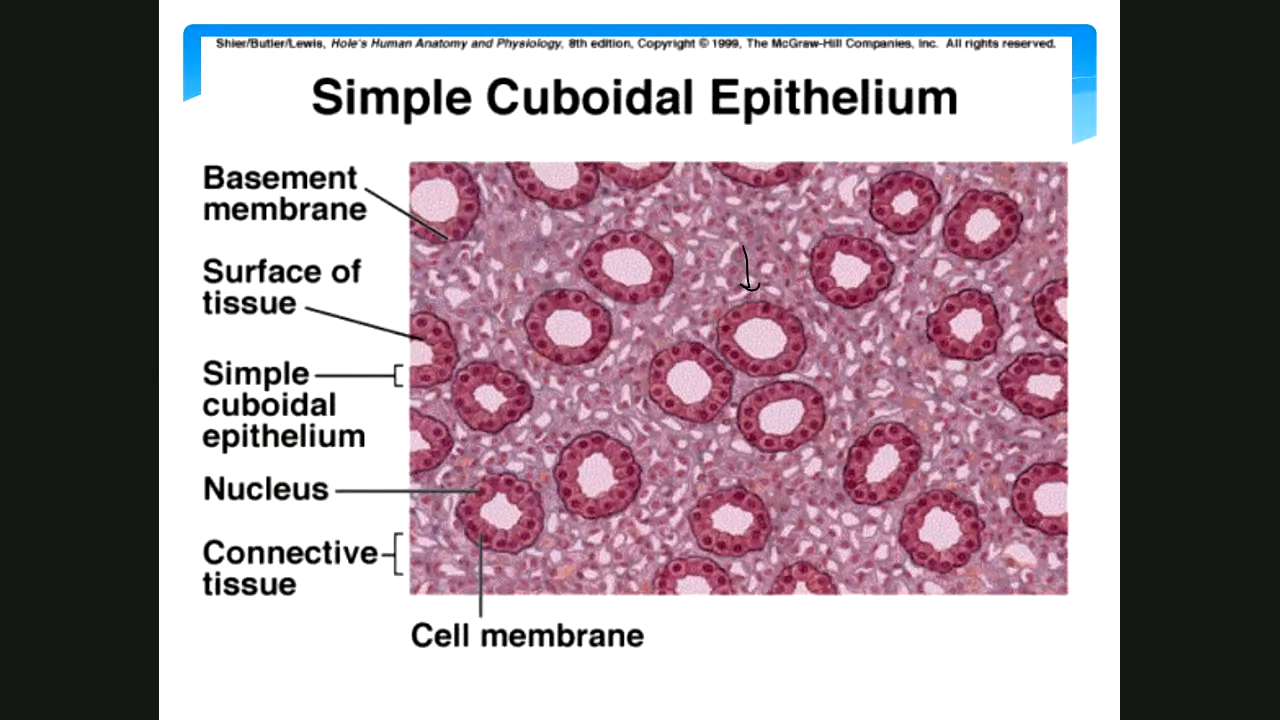 Shier/Butler/Lewis, Hole's Human Anatomy and Physiology, 8th edition, Copyright © 1999, The McGraw-Hill Companies, Inc. All rights reserved.
Simple Cuboidal Epithelium
Basement
membrane
Surface of
tissue
Simple
cuboidal
epithelium
Nucleus
Connective
tissue
Cell membrane